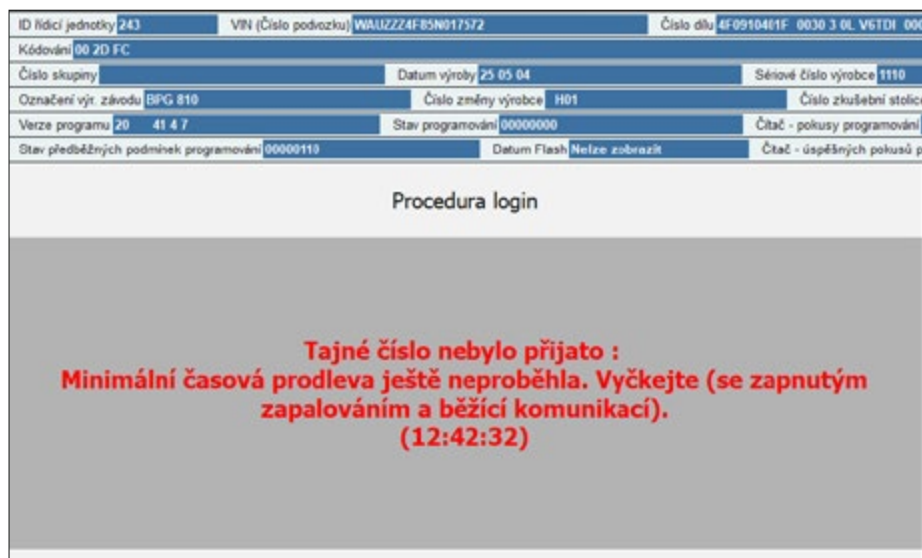 ID řídicí jednotky 243 VIN (Číslo podvozku) WAUZZZ4F85N017572 Číslo dílu 4F0910401F 0030 3 0L V6TDI 000
Kódování 00 2D FC
Číslo skupiny Datum výroby 25 05 04 Sériové číslo výrobce 1110
Označení výr. závodu BPG 810 Číslo změny výrobce H01 Číslo zkušební stolice
Verze programu 20 41 4 7 Stav programování 00000000 Čítač - pokusy programování
Stav předběžných podmínek programování 00000110 Datum Flash Nelze zobrazit Čítač - úspěšných pokusů p
Procedura login
Tajné číslo nebylo přijato :
Minimální časová prodleva ještě neproběhla. Vyčkejte (se zapnutým
zapalováním a běžící komunikací).
(12:42:32)